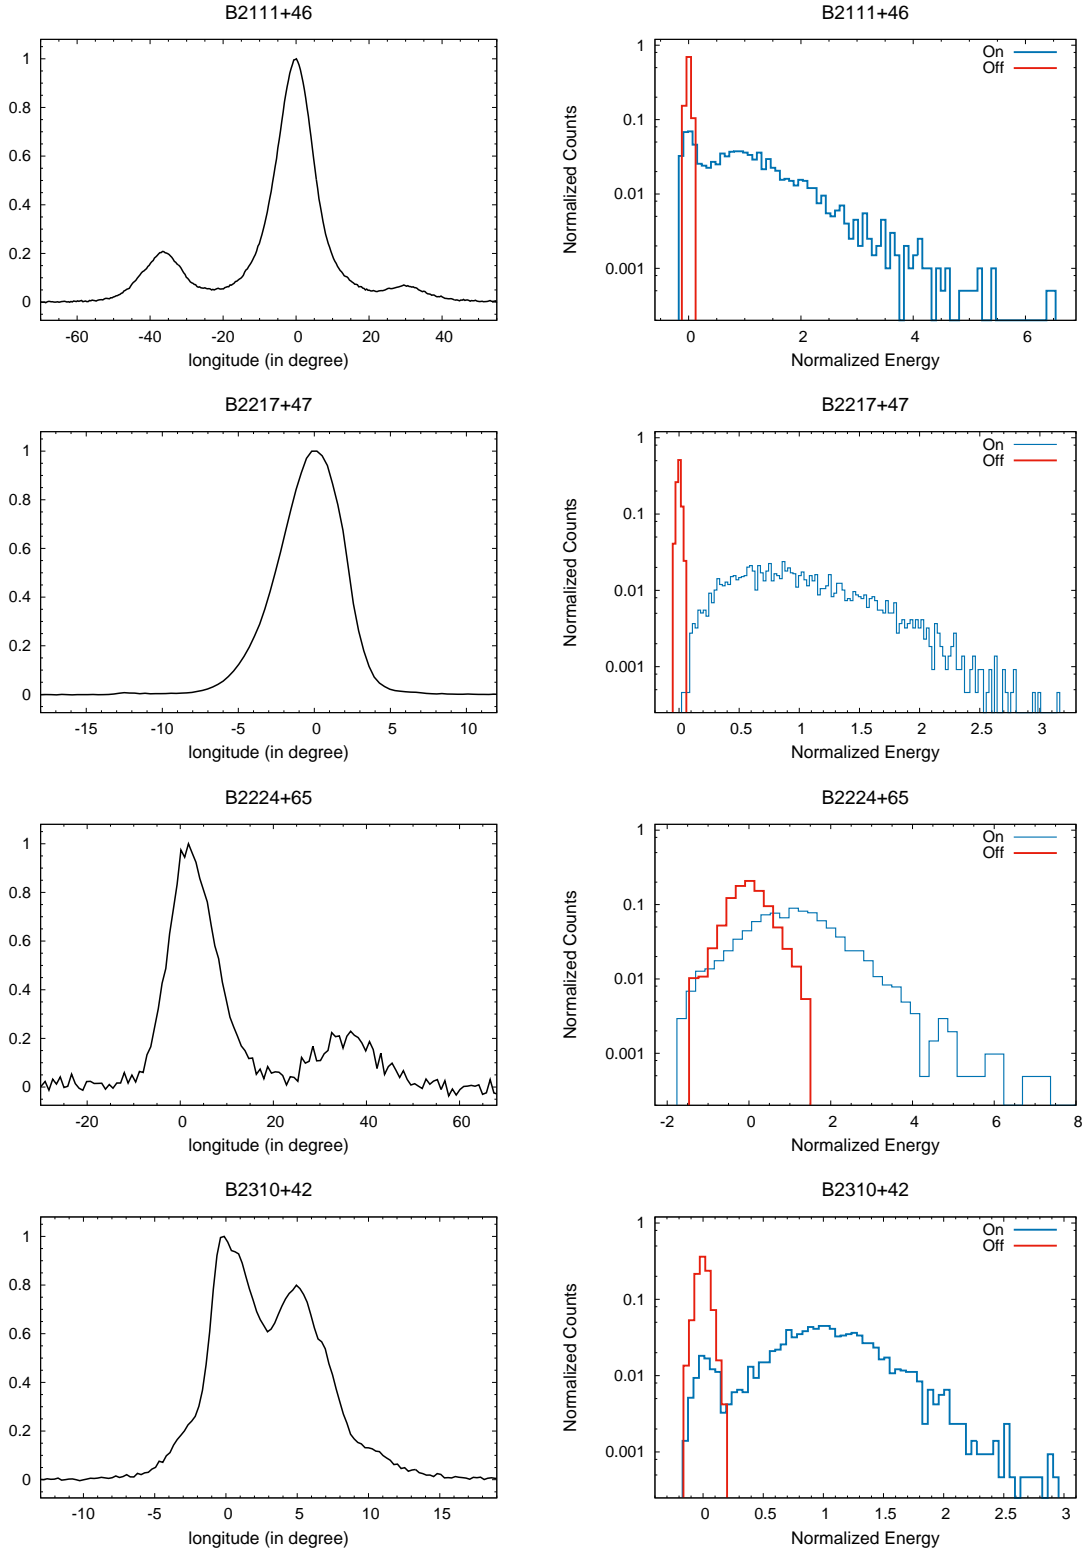 B2111+46
1
0.8
0.6
0.4
0.2
0
-60 -40 -20 0 20 40
longitude (in degree)
B2111+46
Normalized Counts
1
0.1
0.01
0.001
On
Off
0 2 4 6
Normalized Energy
B2217+47
1
0.8
0.6
0.4
0.2
0
-15 -10 -5 0 5 10
longitude (in degree)
B2217+47
Normalized Counts
1
0.1
0.01
0.001
On
Off
0 0.5 1 1.5 2 2.5 3
Normalized Energy
B2224+65
1
0.8
0.6
0.4
0.2
0
-20 0 20 40 60
longitude (in degree)
B2224+65
Normalized Counts
1
0.1
0.01
0.001
On
Off
-2 0 2 4 6 8
Normalized Energy
B2310+42
1
0.8
0.6
0.4
0.2
0
-10 -5 0 5 10 15
longitude (in degree)
B2310+42
Normalized Counts
1
0.1
0.01
0.001
On
Off
0 0.5 1 1.5 2 2.5 3
Normalized Energy